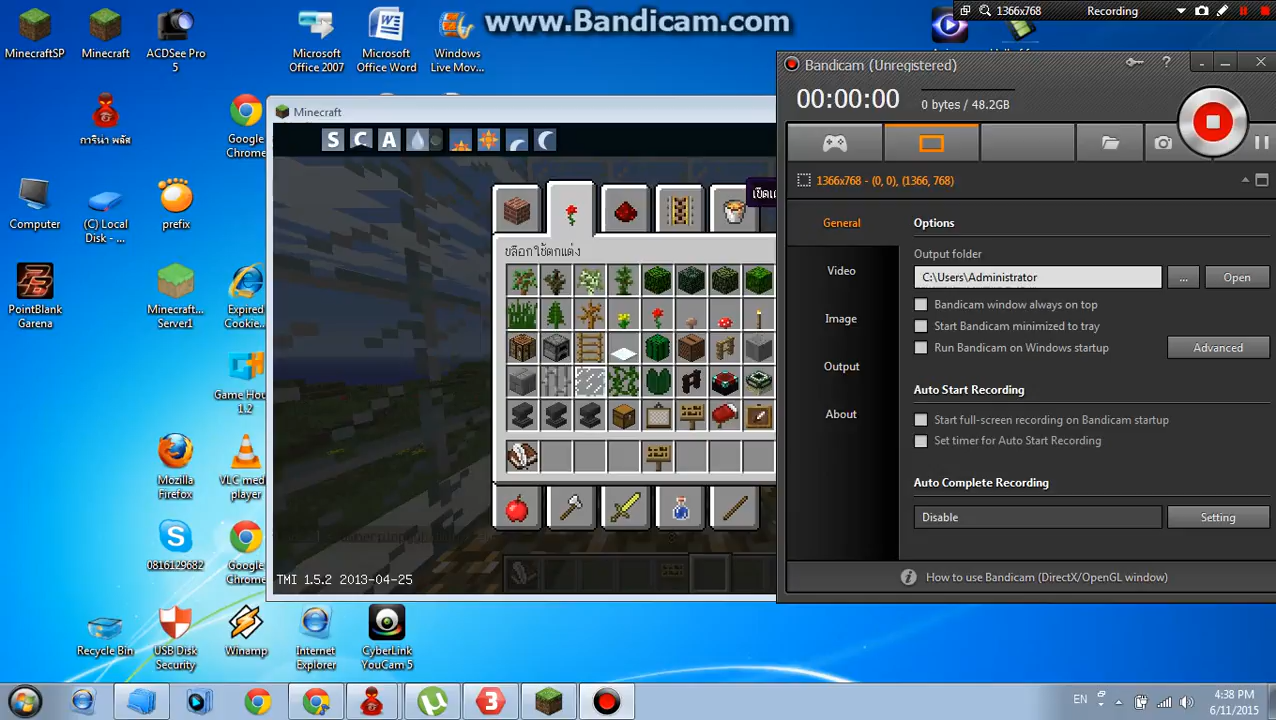 www.Bandicam.com
1366x768
Recording
MinecraftSP
Minecraft
ACDSee Pro
5
Microsoft
Office 2007
Microsoft
Office Word
Windows
Live Mov...
Bandicam (Unregistered)
00:00:00
0 bytes / 48.2GB
1366x768 - (0, 0), (1366, 768)
การีน่า พลัส
Google
Chrome
Minecraft
S
C
A
Computer
(C) Local
Disk - ...
prefix
ขลือกใช้ตกแต่ง
General
Video
Image
Output
About
Options
Output folder
C:\Users\Administrator
...
Open
Bandicam window always on top
Start Bandicam minimized to tray
Run Bandicam on Windows startup
Advanced
Auto Start Recording
Start full-screen recording on Bandicam startup
Set timer for Auto Start Recording
Auto Complete Recording
Disable
Setting
How to use Bandicam (DirectX/OpenGL window)
PointBlank
Garena
Minecraft...
Server1
Expired
Cookie...
Game Hou...
1.2
Mozilla
Firefox
VLC med...
player
0816129682
Google
Chrome
TMI 1.5.2 2013-04-25
Recycle Bin
USB Disk
Security
Winamp
Internet
Explorer
CyberLink
YouCam 5
EN
4:38 PM
6/11/2015